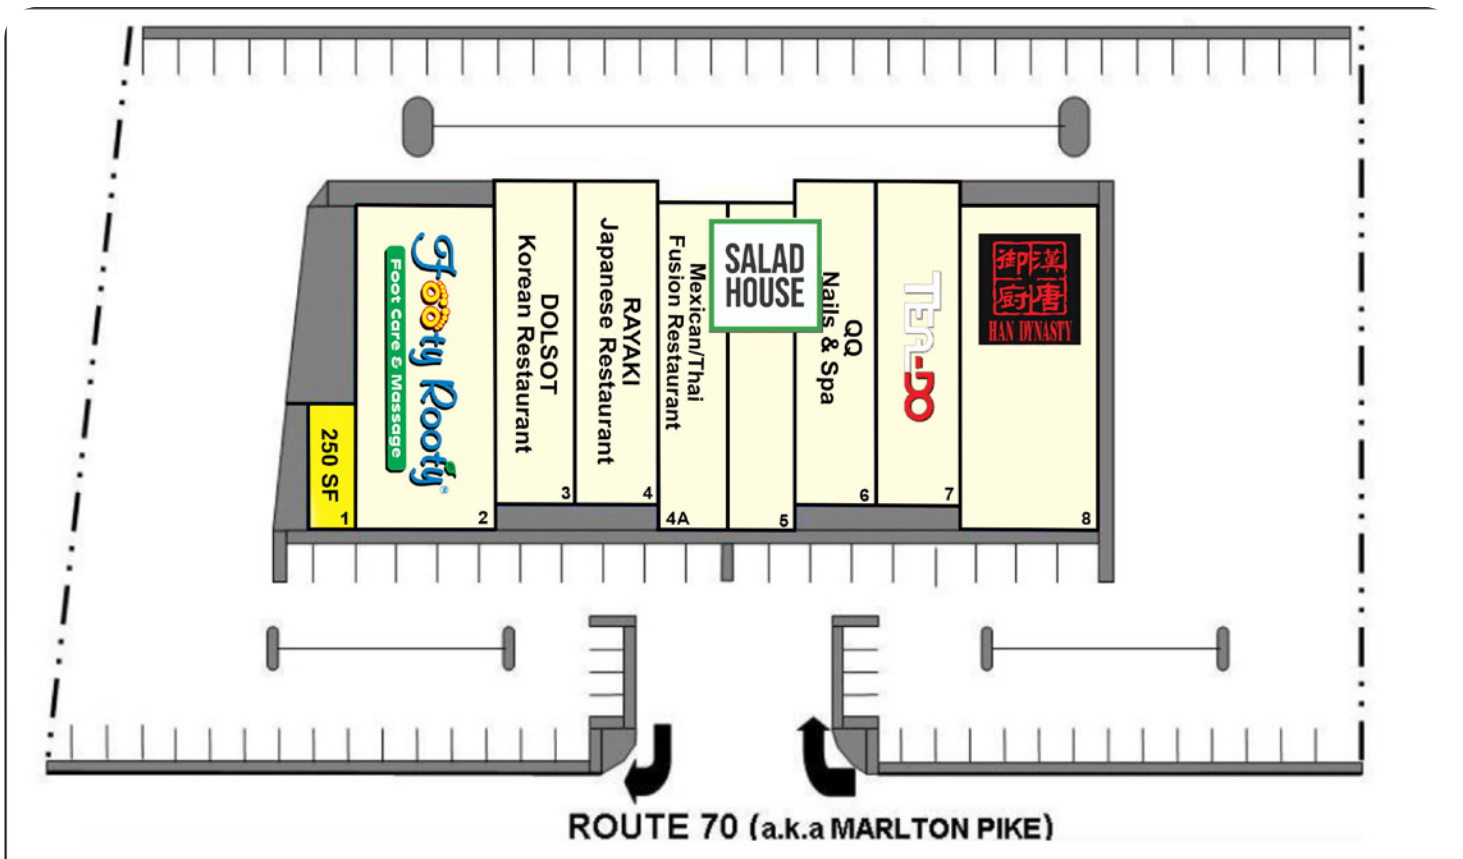 Footy Rooty®
Foot Care & Massage
2
250 SF
1
DOLSOT
Korean Restaurant
3
RAYAKI
Japanese Restaurant
4
Mexican/Thai
Fusion Restaurant
4A
SALAD
HOUSE
5
QQ
Nails & Spa
6
TEA-DO
7
御漢
廚唐
HAN DYNASTY
8
ROUTE 70 (a.k.a MARLTON PIKE)